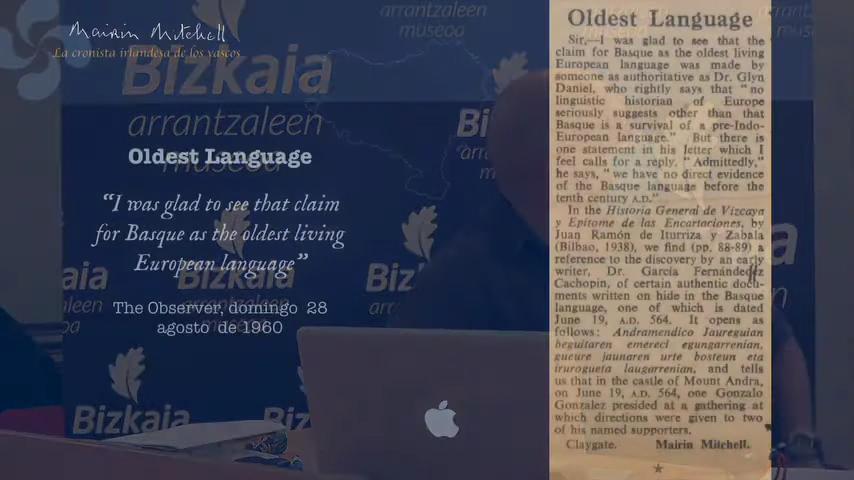 Mairin Mitchell
La cronista irlandesa de los vascos.
Oldest Language
“I was glad to see that claim
for Basque as the oldest living
European language”
The Observer, domingo 28
agosto de 1960
Oldest Language
Sir,—I was glad to see that the
claim for Basque as the oldest living
European language was made by
someone as authoritative as Dr. Glyn
Daniel, who rightly says that “no
linguistic historian of Europe
seriously suggests other than that
Basque is a survival of a pre-Indo-
European language.” But there is
one statement in his letter which I
feel calls for a reply. “Admittedly,”
he says, “we have no direct evidence
of the Basque language before the
tenth century A.D.”
In the Historia General de Vizcaya
y Epitome de las Encartaciones, by
Juan Ramón de Iturriza y Zabala
(Bilbao, 1938), we find (pp. 88-89) a
reference to the discovery by an early
writer, Dr. García Fernández
Cachopin, of certain authentic docu-
ments written on hide in the Basque
language, one of which is dated
June 19, A.D. 564. It opens as
follows: Andramendico Jaureguian
beguitaren emereci egungarrenian,
gueure jaunaren urte bosteun eta
irurogueta laugarrenian, and tells
us that in the castle of Mount Andra,
on June 19, A.D. 564, one Gonzalo
Gonzalez presided at a gathering at
which directions were given to two
of his named supporters.
Claygate. Mairin Mitchell.
arrantzaleen
museoa
Bizkaia
arrantzaleen
museoa
Bizkaia
arrantzaleen
museoa
Bizkaia
Bizkaia